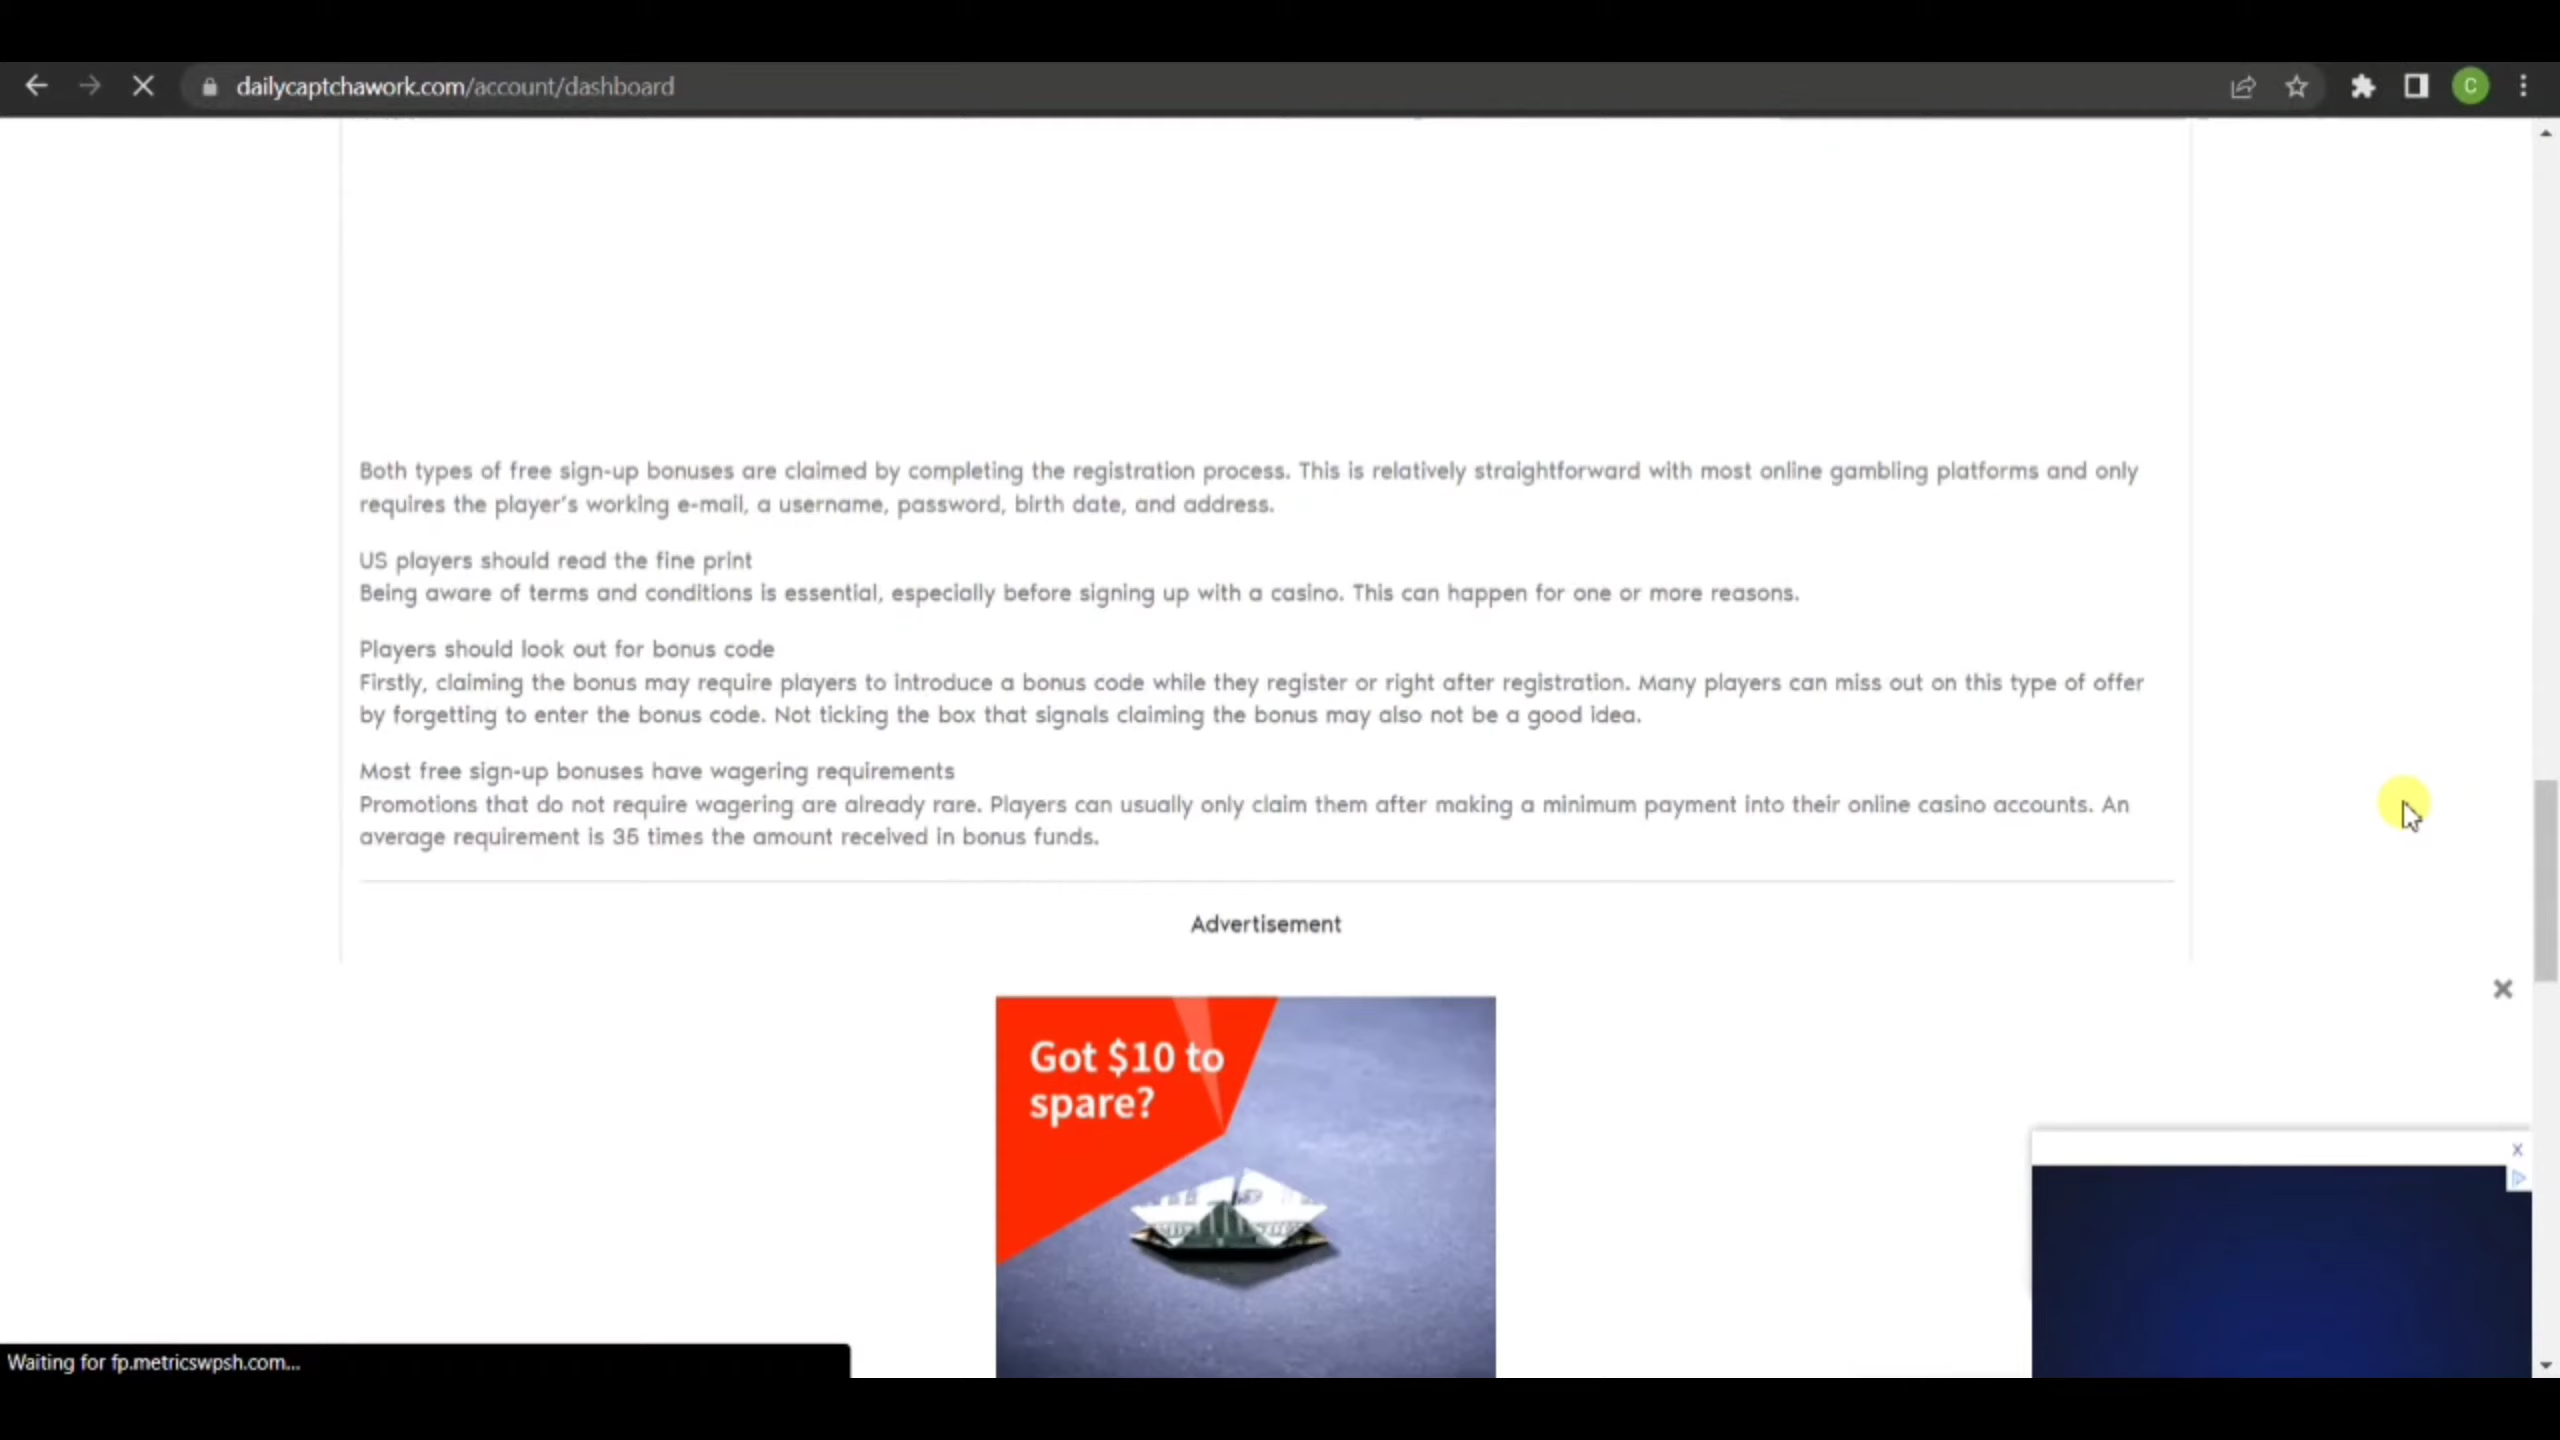 dailycaptchawork.com/account/dashboard
C
Both types of free sign-up bonuses are claimed by completing the registration process. This is relatively straightforward with most online gambling platforms and only
requires the player's working e-mail, a username, password, birth date, and address.
US players should read the fine print
Being aware of terms and conditions is essential, especially before signing up with a casino. This can happen for one or more reasons.
Players should look out for bonus code
Firstly, claiming the bonus may require players to introduce a bonus code while they register or right after registration. Many players can miss out on this type of offer
by forgetting to enter the bonus code. Not ticking the box that signals claiming the bonus may also not be a good idea.
Most free sign-up bonuses have wagering requirements
Promotions that do not require wagering are already rare. Players can usually only claim them after making a minimum payment into their online casino accounts. An
average requirement is 35 times the amount received in bonus funds.
Advertisement
Got $10 to
spare?
X
Waiting for fp.metricswpsh.com...